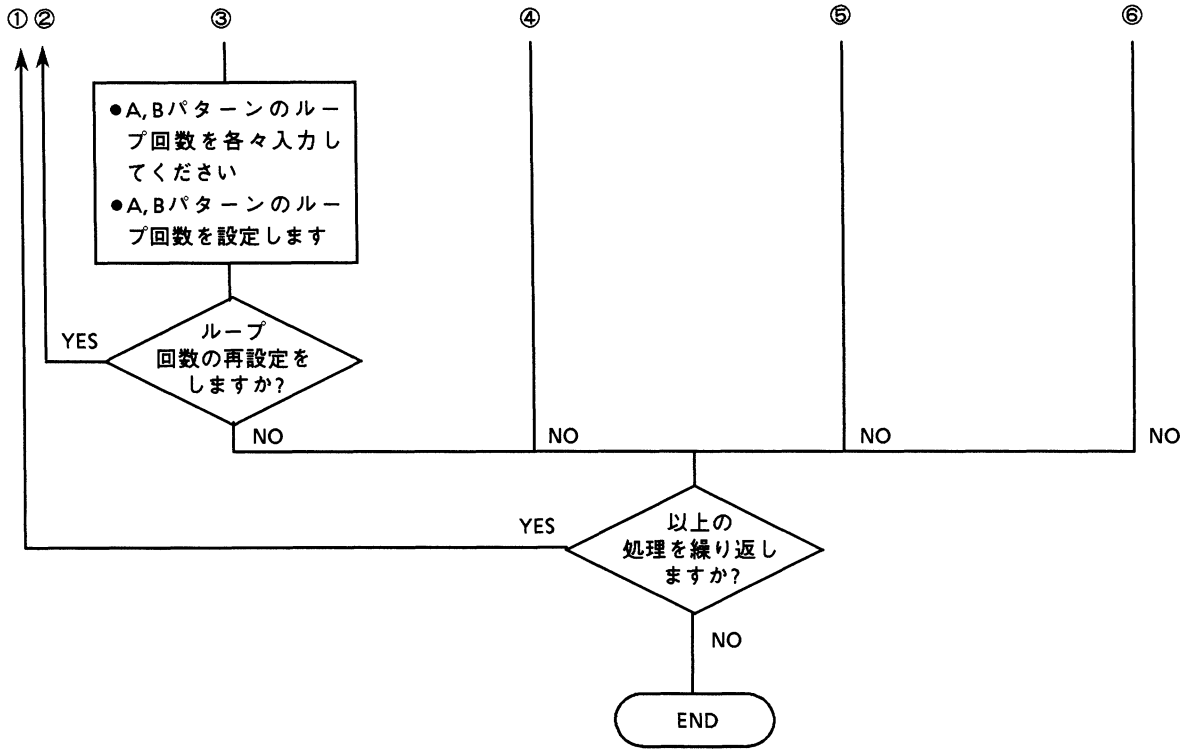 ① ② ③ ④ ⑤ ⑥
●A,Bパターンのルー
プ回数を各々入力し
てください
●A,Bパターンのルー
プ回数を設定します
YES
ループ
回数の再設定を
しますか?
NO
NO
NO
NO
YES
以上の
処理を繰り返し
ますか?
NO
END